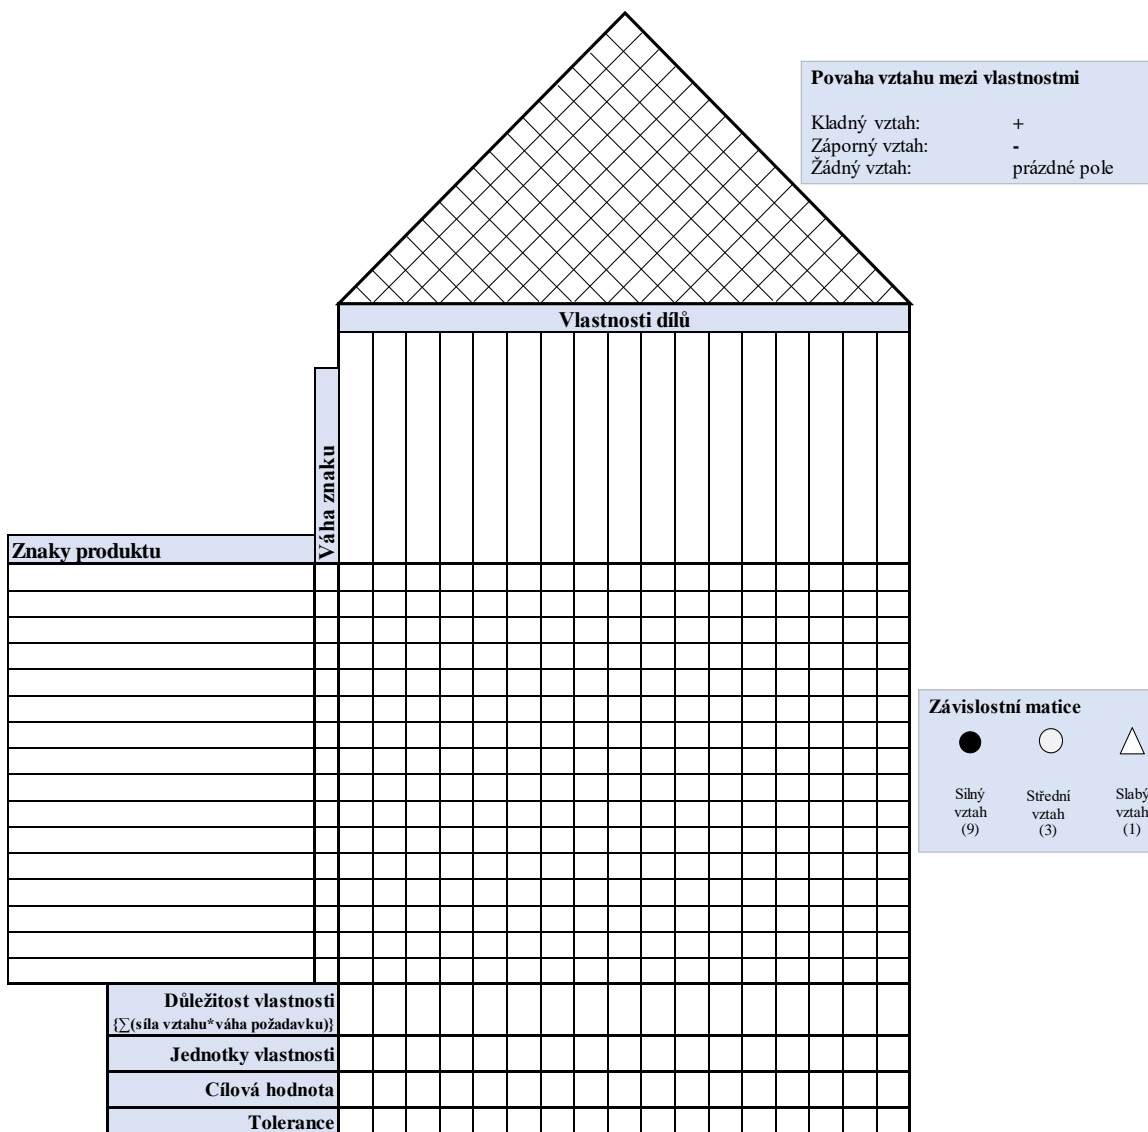 Povaha vztahu mezi vlastnostmi
Kladný vztah: +
Záporný vztah: -
Žádný vztah: prázdné pole
Vlastnosti dílů
Váha znaku
Znaky produktu
Závislostní matice
Silný vztah (9)
Střední vztah (3)
Slabý vztah (1)
Důležitost vlastnosti
{∑(síla vztahu*váha požadavku)}
Jednotky vlastnosti
Cílová hodnota
Tolerance